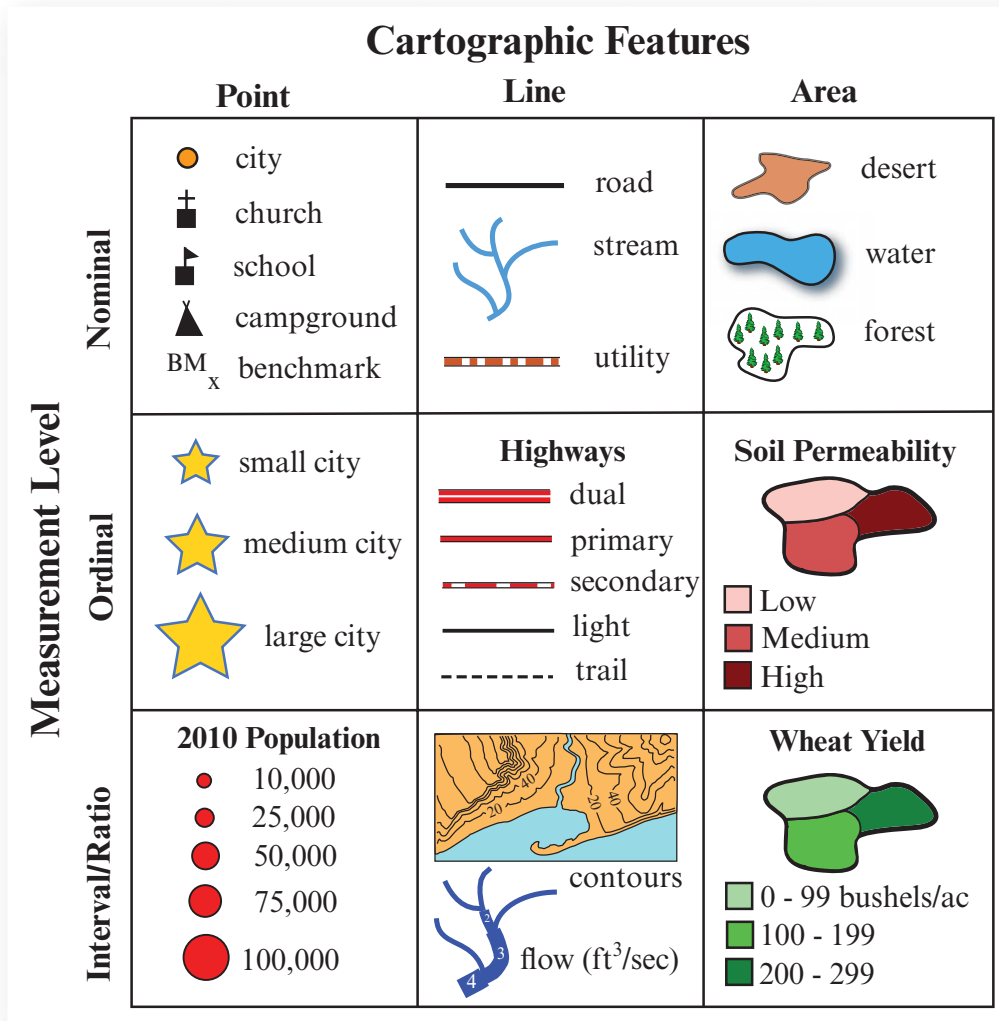 Cartographic Features
Point
Line
Area
Measurement Level
Nominal
city
church
school
campground
BMx benchmark
road
stream
utility
desert
water
forest
Ordinal
small city
medium city
large city
Highways
dual
primary
secondary
light
trail
Soil Permeability
Low
Medium
High
Interval/Ratio
2010 Population
10,000
25,000
50,000
75,000
100,000
20
40
20
40
contours
2
3
4
flow (ft³/sec)
Wheat Yield
0 - 99 bushels/ac
100 - 199
200 - 299